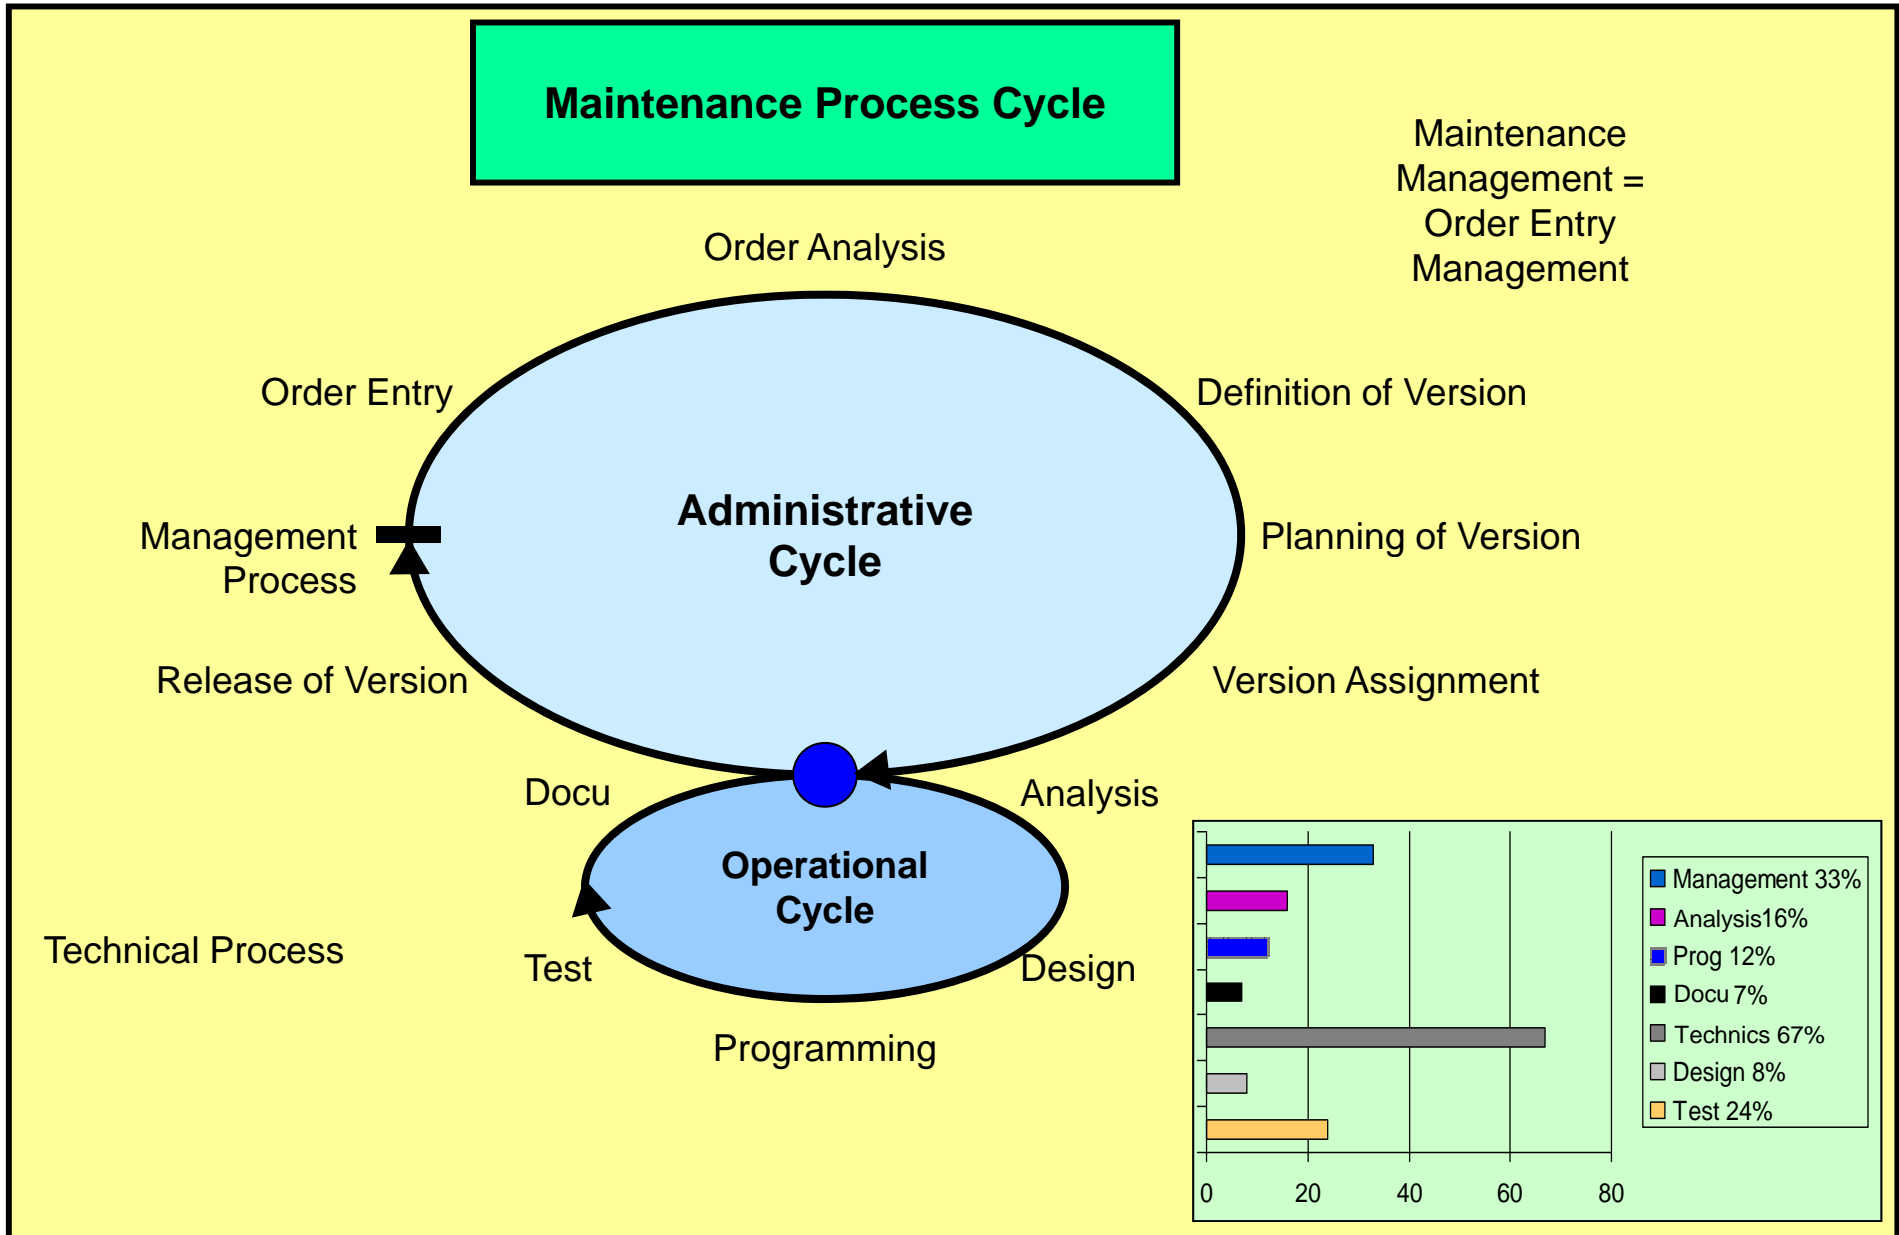 Maintenance Process Cycle
Maintenance
Management =
Order Entry
Management
Order Analysis
Order Entry
Definition of Version
Administrative
Cycle
Management
Process
Planning of Version
Release of Version
Version Assignment
Docu
Analysis
Operational
Cycle
Technical Process
Test
Design
Programming
Management 33%
Analysis16%
Prog 12%
Docu 7%
Technics 67%
Design 8%
Test 24%
0 20 40 60 80